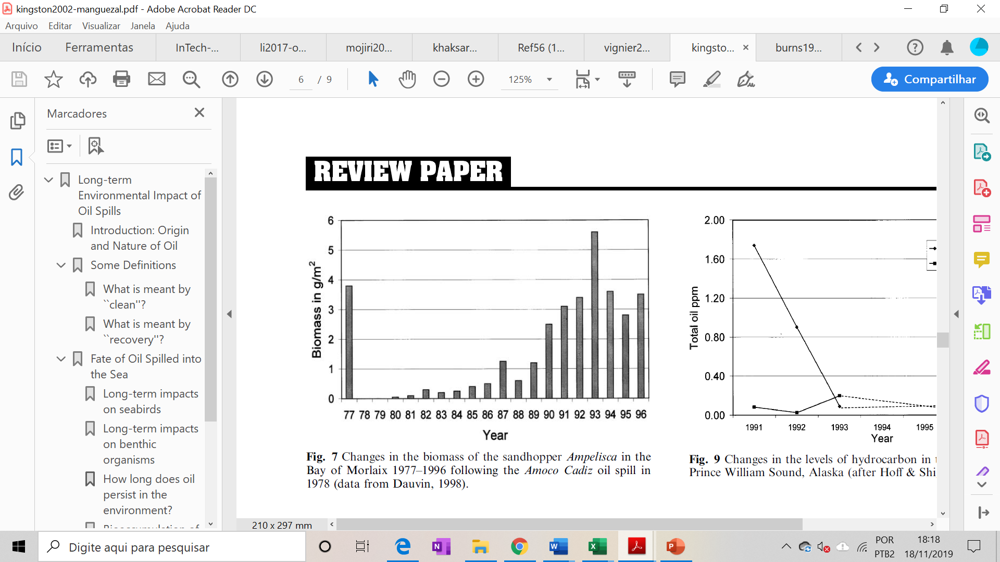 kingston2002-manguezal.pdf - Adobe Acrobat Reader DC
Arquivo Editar Visualizar Janela Ajuda
Início Ferramentas InTech-... li2017-o... mojiri20... khaksar... Ref56 (1... vignier2... kingsto... burns19...
6 / 9 125% Compartilhar
Marcadores
Long-term
Environmental Impact of
Oil Spills
Introduction: Origin
and Nature of Oil
Some Definitions
What is meant by
``clean''?
What is meant by
``recovery''?
Fate of Oil Spilled into
the Sea
Long-term impacts
on seabirds
Long-term impacts
on benthic
organisms
How long does oil
persist in the
environment?
REVIEW PAPER
6
5
4
3
2
1
0
Biomass in g/m²
77 78 79 80 81 82 83 84 85 86 87 88 89 90 91 92 93 94 95 96
Year
Fig. 7 Changes in the biomass of the sandhopper Ampelisca in the
Bay of Morlaix 1977–1996 following the Amoco Cadiz oil spill in
1978 (data from Dauvin, 1998).
2.00
1.60
1.20
0.80
0.40
0.00
Total oil ppm
1991 1992 1993 1994 1995
Year
Fig. 9 Changes in the levels of hydrocarbon in
Prince William Sound, Alaska (after Hoff & Shi
210 x 297 mm
Digite aqui para pesquisar
POR
PTB2
18:18
18/11/2019